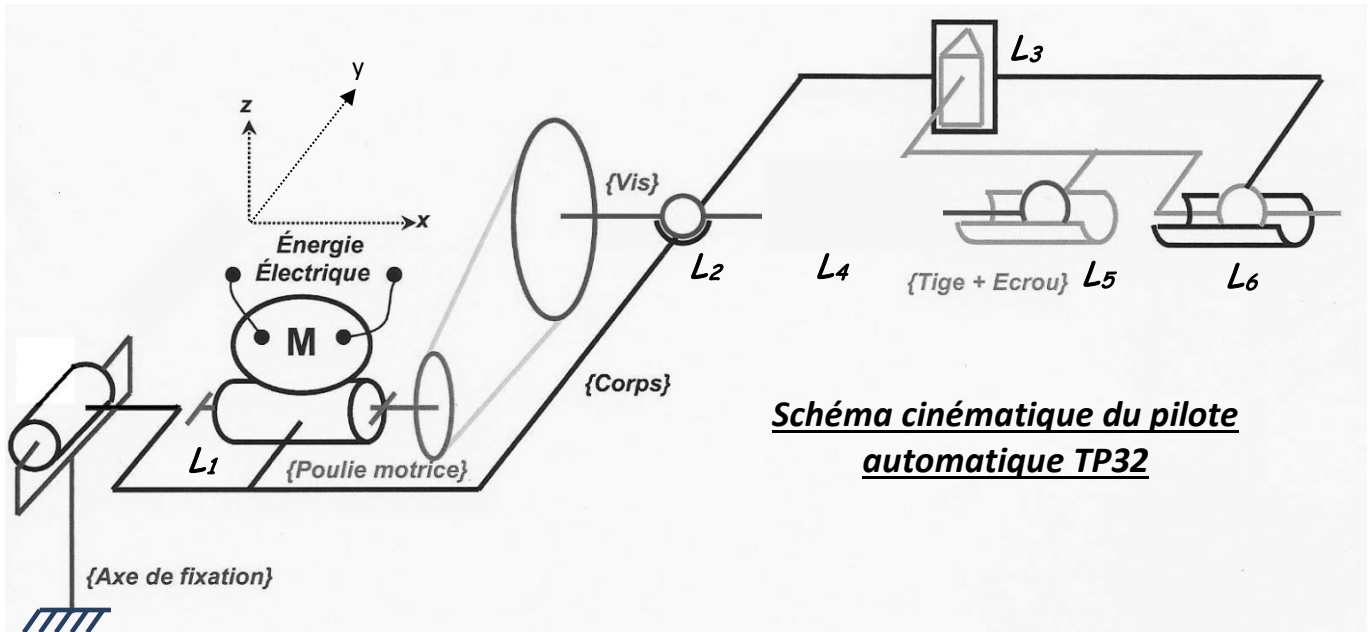 L3
y
z
{Vis}
x
Énergie
Électrique
L2
L4
{Tige + Ecrou}
L5
L6
M
{Corps}
L1
{Poulie motrice}
Schéma cinématique du pilote
automatique TP32
{Axe de fixation}